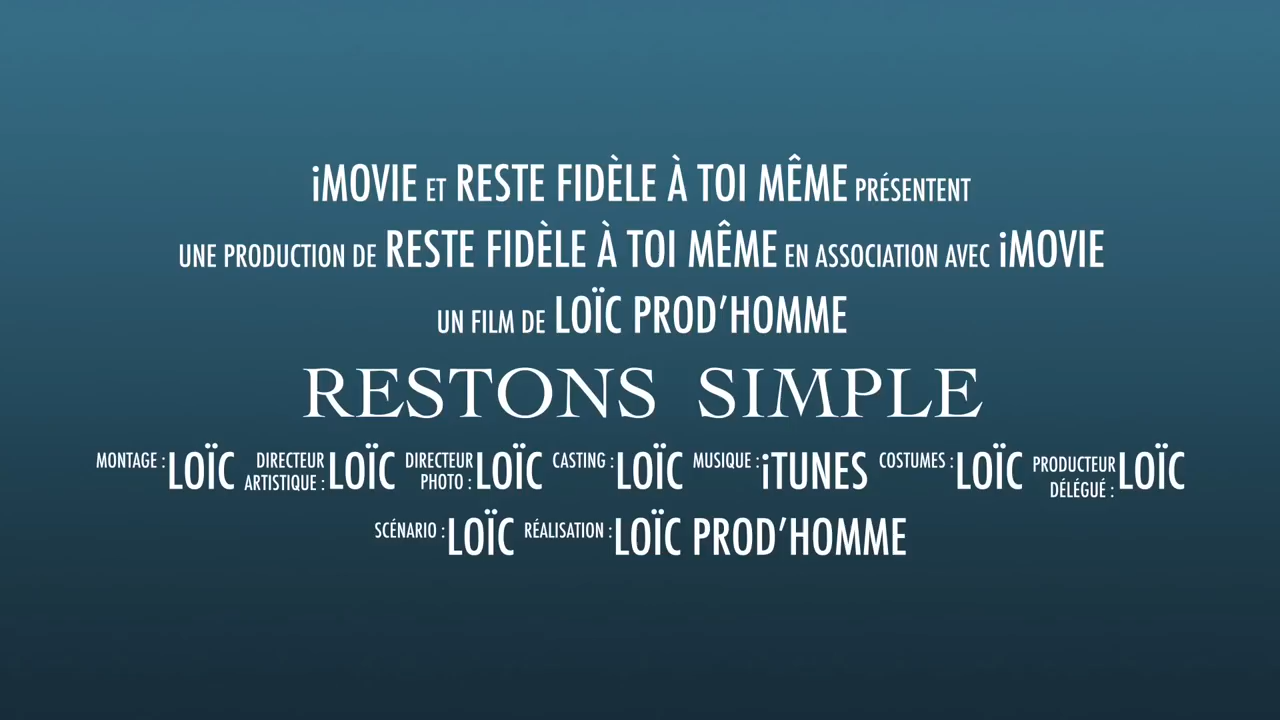 iMOVIE ET RESTE FIDÈLE À TOI MÊME PRÉSENTENT
UNE PRODUCTION DE RESTE FIDÈLE À TOI MÊME EN ASSOCIATION AVEC iMOVIE
UN FILM DE LOÏC PROD'HOMME
RESTONS SIMPLE
MONTAGE : LOÏC DIRECTEUR ARTISTIQUE : LOÏC DIRECTEUR PHOTO : LOÏC CASTING : LOÏC MUSIQUE : iTUNES COSTUMES : LOÏC PRODUCTEUR DÉLÉGUÉ : LOÏC
SCÉNARIO : LOÏC RÉALISATION : LOÏC PROD'HOMME